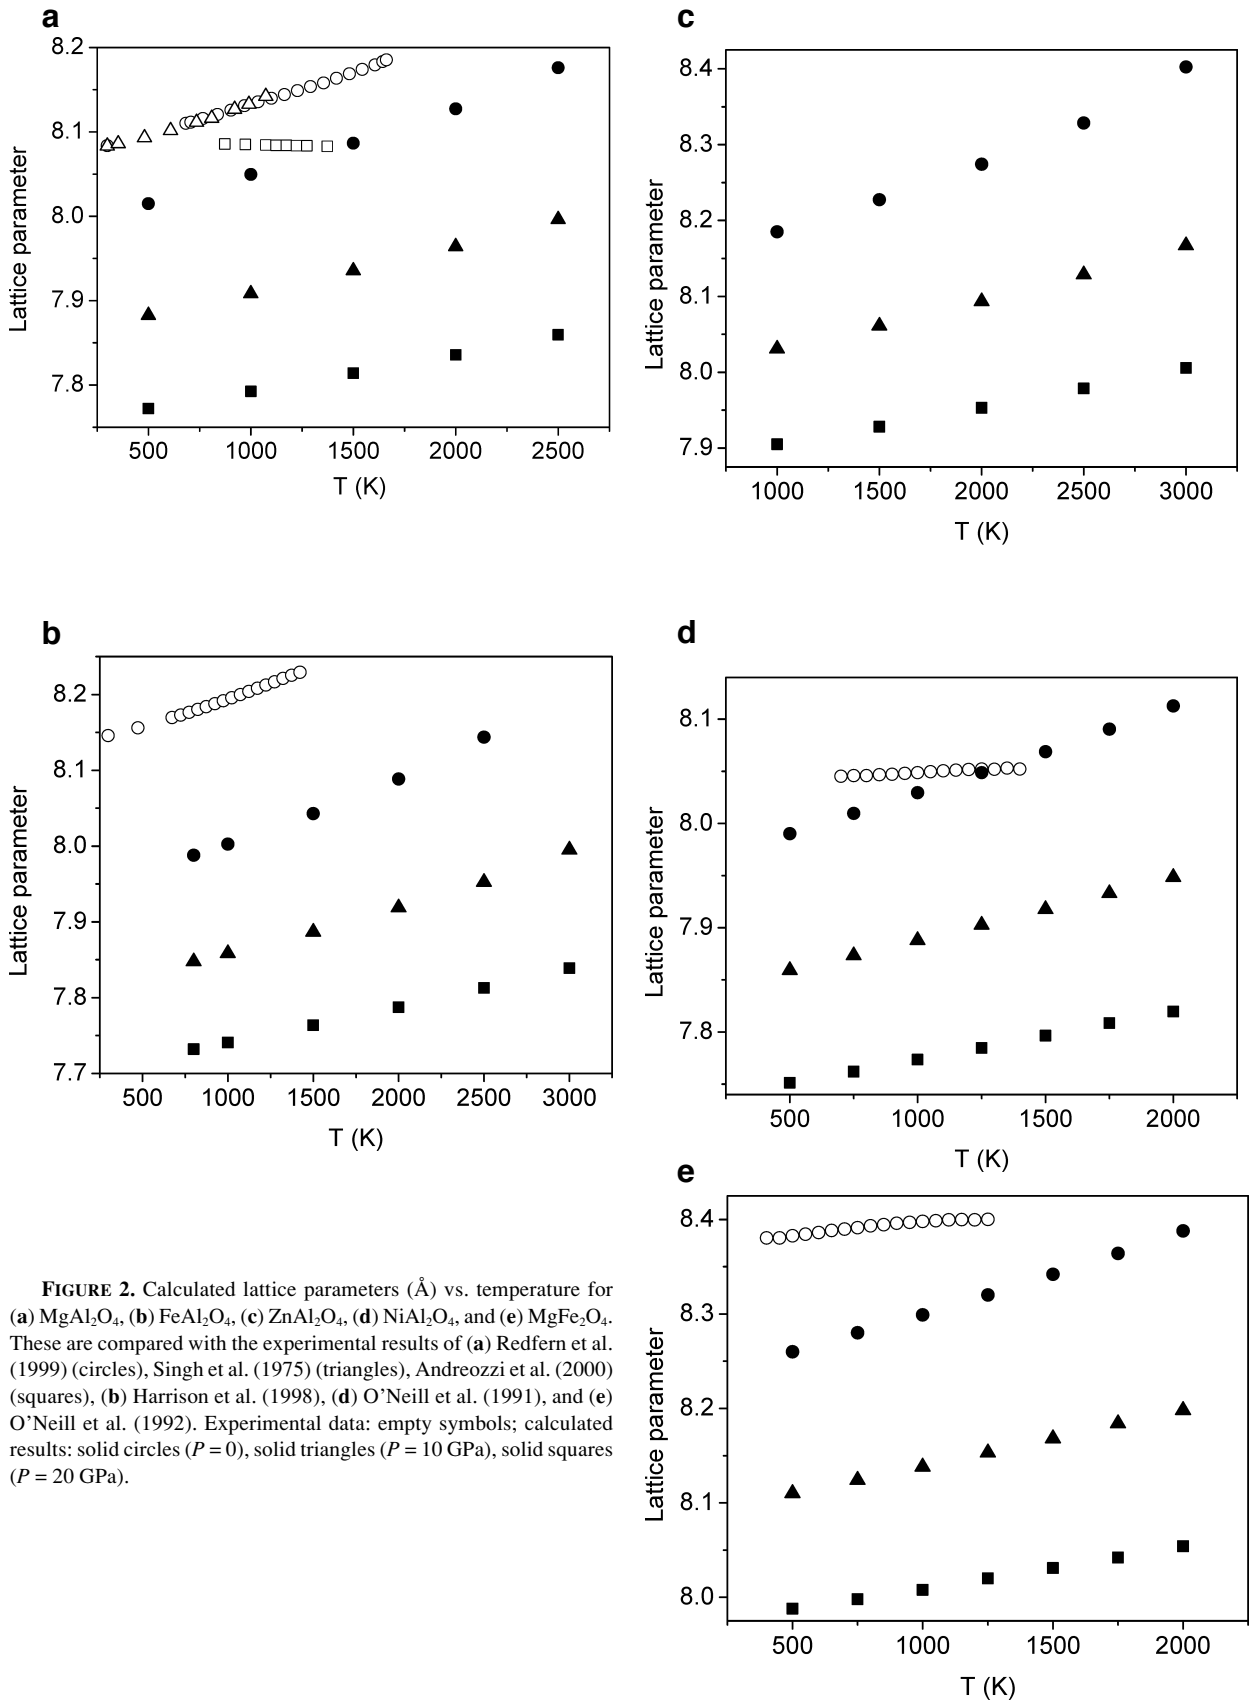 a
8.2
8.1
8.0
7.9
7.8
Lattice parameter
500 1000 1500 2000 2500
T (K)
c
8.4
8.3
8.2
8.1
8.0
7.9
Lattice parameter
1000 1500 2000 2500 3000
T (K)
b
8.2
8.1
8.0
7.9
7.8
7.7
Lattice parameter
500 1000 1500 2000 2500 3000
T (K)
d
8.1
8.0
7.9
7.8
Lattice parameter
500 1000 1500 2000
T (K)
e
8.4
8.3
8.2
8.1
8.0
Lattice parameter
500 1000 1500 2000
T (K)
FIGURE 2. Calculated lattice parameters (Å) vs. temperature for
(a) MgAl₂O₄, (b) FeAl₂O₄, (c) ZnAl₂O₄, (d) NiAl₂O₄, and (e) MgFe₂O₄.
These are compared with the experimental results of (a) Redfern et al.
(1999) (circles), Singh et al. (1975) (triangles), Andreozzi et al. (2000)
(squares), (b) Harrison et al. (1998), (d) O’Neill et al. (1991), and (e)
O’Neill et al. (1992). Experimental data: empty symbols; calculated
results: solid circles (P = 0), solid triangles (P = 10 GPa), solid squares
(P = 20 GPa).